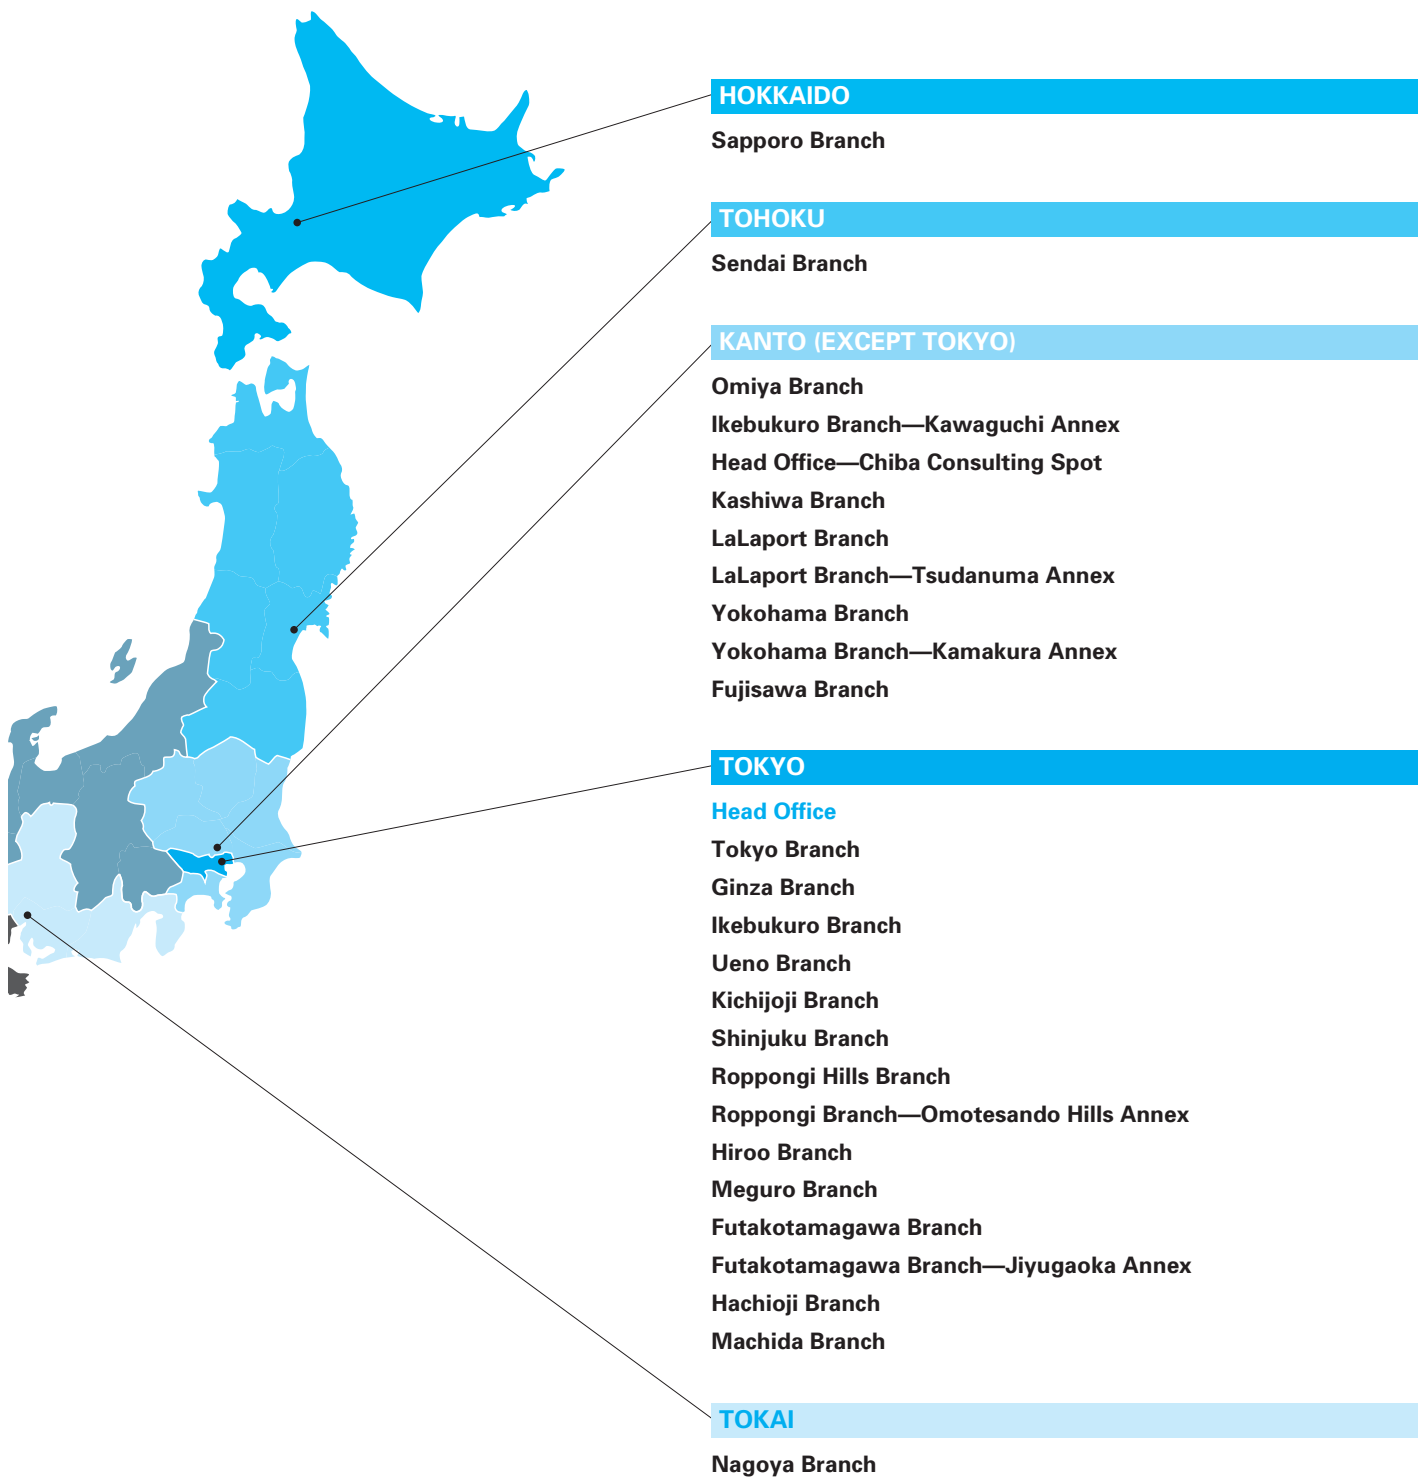 HOKKAIDO
Sapporo Branch
TOHOKU
Sendai Branch
KANTO (EXCEPT TOKYO)
Omiya Branch
Ikebukuro Branch—Kawaguchi Annex
Head Office—Chiba Consulting Spot
Kashiwa Branch
LaLaport Branch
LaLaport Branch—Tsudanuma Annex
Yokohama Branch
Yokohama Branch—Kamakura Annex
Fujisawa Branch
TOKYO
Head Office
Tokyo Branch
Ginza Branch
Ikebukuro Branch
Ueno Branch
Kichijoji Branch
Shinjuku Branch
Roppongi Hills Branch
Roppongi Branch—Omotesando Hills Annex
Hiroo Branch
Meguro Branch
Futakotamagawa Branch
Futakotamagawa Branch—Jiyugaoka Annex
Hachioji Branch
Machida Branch
TOKAI
Nagoya Branch